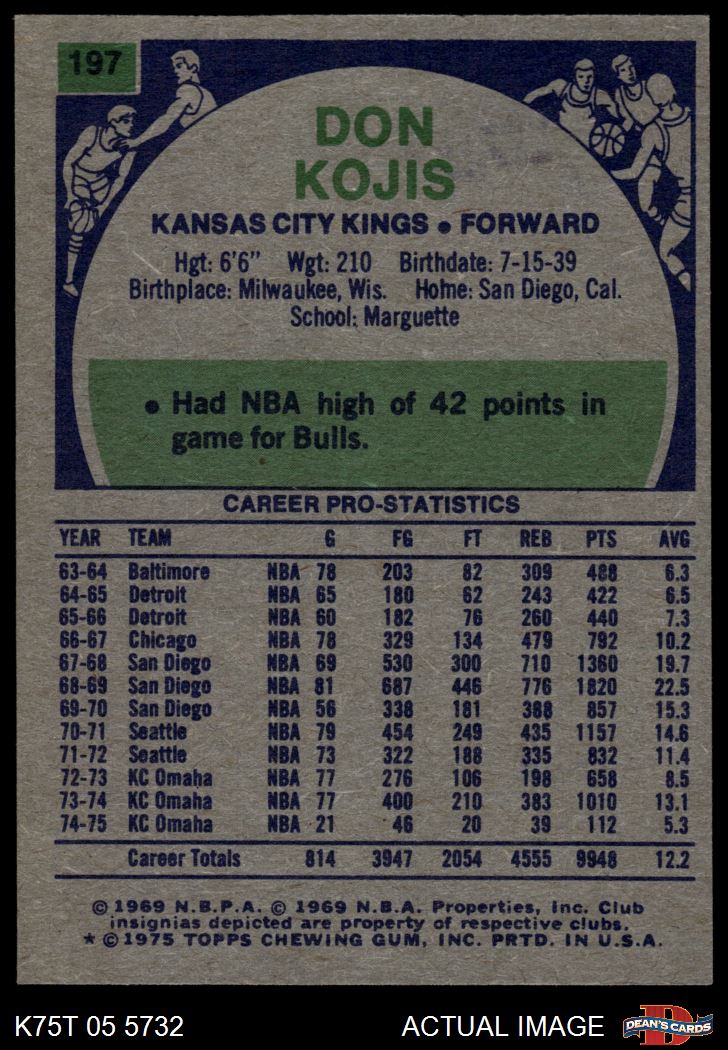 197
DON
KOJIS
KANSAS CITY KINGS • FORWARD
Hgt: 6'6" Wgt: 210 Birthdate: 7-15-39
Birthplace: Milwaukee, Wis. Home: San Diego, Cal.
School: Marguette
• Had NBA high of 42 points in
game for Bulls.
CAREER PRO-STATISTICS
YEAR TEAM G FG FT REB PTS AVG
63-64 Baltimore NBA 78 203 82 309 488 6.3
64-65 Detroit NBA 65 180 62 243 422 6.5
65-66 Detroit NBA 60 182 76 260 440 7.3
66-67 Chicago NBA 78 329 134 479 792 10.2
67-68 San Diego NBA 69 530 300 710 1360 19.7
68-69 San Diego NBA 81 687 446 776 1820 22.5
69-70 San Diego NBA 56 338 181 388 857 15.3
70-71 Seattle NBA 79 454 249 435 1157 14.6
71-72 Seattle NBA 73 322 188 335 832 11.4
72-73 KC Omaha NBA 77 276 106 198 658 8.5
73-74 KC Omaha NBA 77 400 210 383 1010 13.1
74-75 KC Omaha NBA 21 46 20 39 112 5.3
Career Totals 814 3947 2054 4555 9948 12.2
© 1969 N.B.P.A. © 1969 N.B.A. Properties, Inc. Club
insignias depicted are property of respective clubs.
* © 1975 TOPPS CHEWING GUM, INC. PRTD. IN U.S.A.
K75T 05 5732 ACTUAL IMAGE
D
DEAN'S CARDS